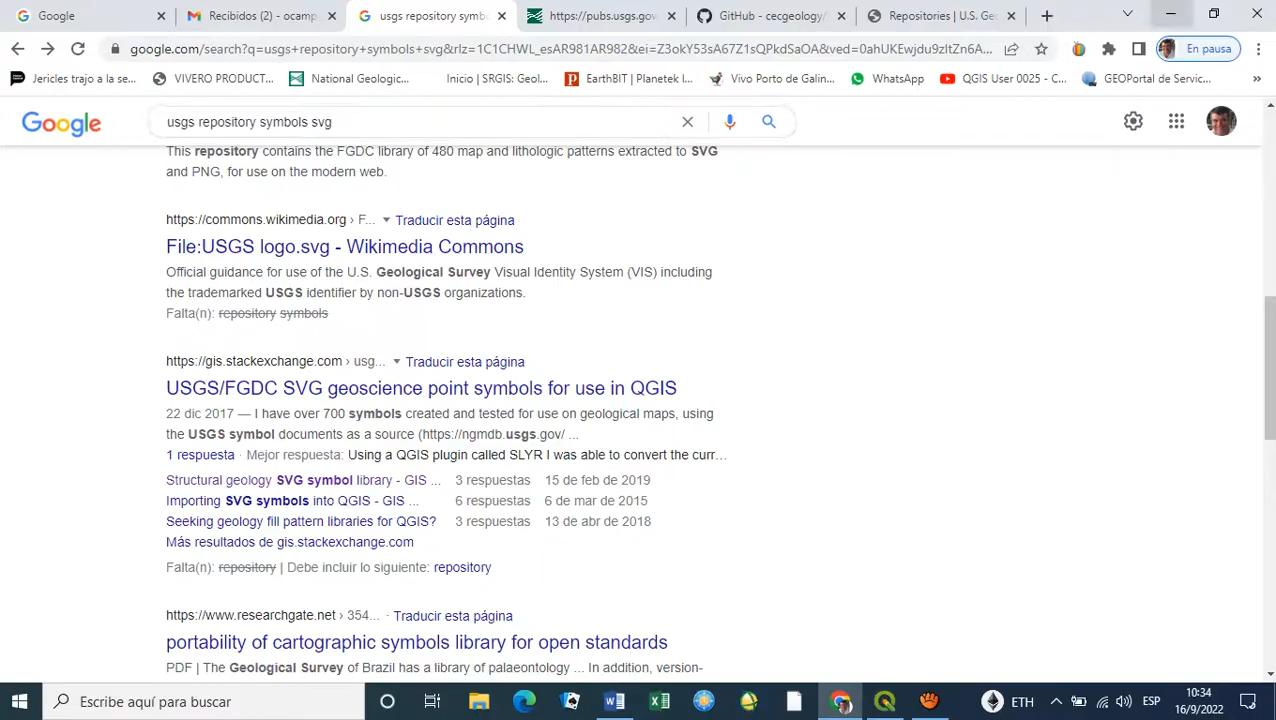 Google
Recibidos (2) - ocamp
usgs repository symb
https://pubs.usgs.gov
GitHub - cecgeology/
Repositories | U.S. Ge
google.com/search?q=usgs+repository+symbols+svg&rlz=1C1CHWL_esAR981AR982&ei=Z3okY53sA67Z1sQPkdSaOA&ved=0ahUKEwjdu9zltZn6A...
En pausa
Jericles trajo a la se...
VIVERO PRODUCT...
National Geologic...
Inicio | SRGIS: Geol...
EarthBIT | Planetek I...
Vivo Porto de Galin...
WhatsApp
QGIS User 0025 - C...
GEOPortal de Servic...
»
Google
usgs repository symbols svg
This repository contains the FGDC library of 480 map and lithologic patterns extracted to SVG
and PNG, for use on the modern web.
https://commons.wikimedia.org › F... Traducir esta página
File:USGS logo.svg - Wikimedia Commons
Official guidance for use of the U.S. Geological Survey Visual Identity System (VIS) including
the trademarked USGS identifier by non-USGS organizations.
Falta(n): repository symbols
https://gis.stackexchange.com › usg... Traducir esta página
USGS/FGDC SVG geoscience point symbols for use in QGIS
22 dic 2017 — I have over 700 symbols created and tested for use on geological maps, using
the USGS symbol documents as a source (https://ngmdb.usgs.gov/ ...
1 respuesta · Mejor respuesta: Using a QGIS plugin called SLYR I was able to convert the curr...
Structural geology SVG symbol library - GIS ... 3 respuestas 15 de feb de 2019
Importing SVG symbols into QGIS - GIS ... 6 respuestas 6 de mar de 2015
Seeking geology fill pattern libraries for QGIS? 3 respuestas 13 de abr de 2018
Más resultados de gis.stackexchange.com
Falta(n): repository | Debe incluir lo siguiente: repository
https://www.researchgate.net › 354... · Traducir esta página
portability of cartographic symbols library for open standards
PDF | The Geological Survey of Brazil has a library of palaeontology ... In addition, version-
Escribe aquí para buscar
ETH
ESP
10:34
16/9/2022